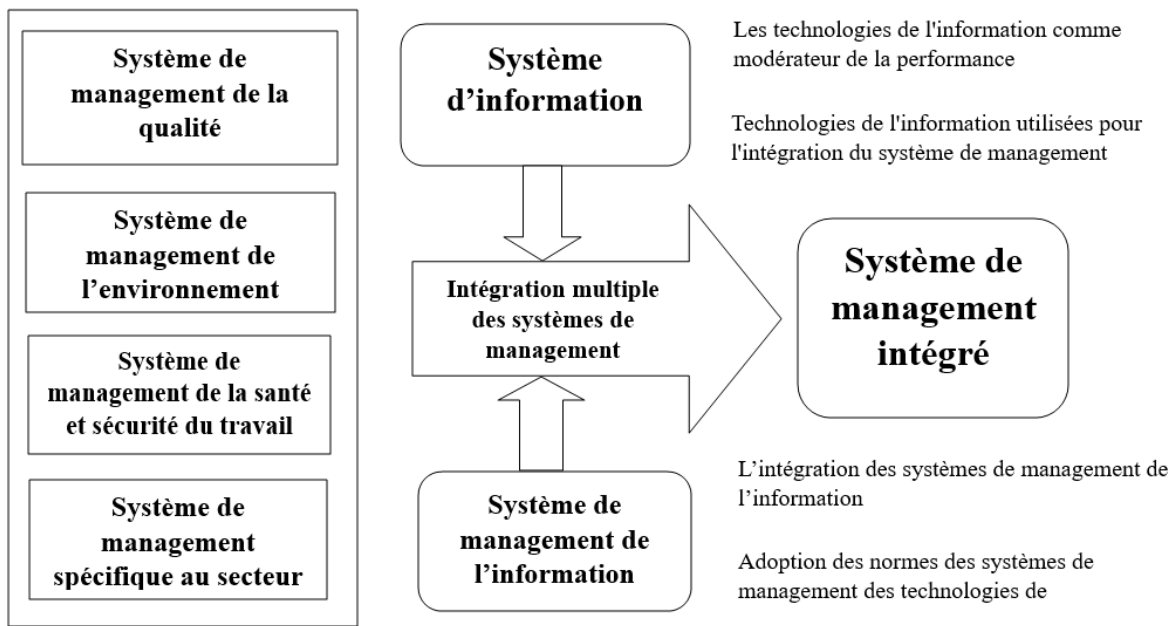 Système de
management de la
qualité
Système de
management de
l’environnement
Système de
management de la santé
et sécurité du travail
Système de
management
spécifique au secteur
Système
d’information
Intégration multiple
des systèmes de
management
Système de
management de
l’information
Les technologies de l'information comme
modérateur de la performance
Technologies de l'information utilisées pour
l'intégration du système de management
Système de
management
intégré
L’intégration des systèmes de management de
l’information
Adoption des normes des systèmes de
management des technologies de